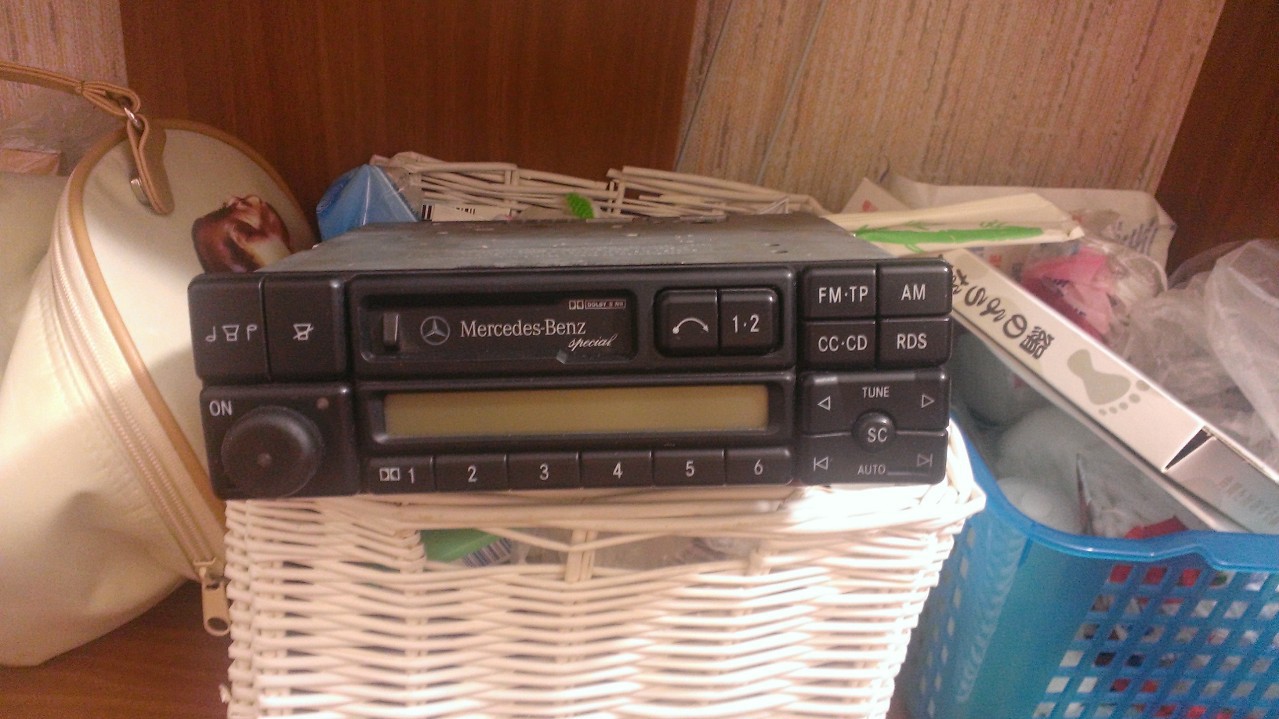 DOLBY B NR
Mercedes-Benz
special
1·2
FM·TP
AM
CC·CD
RDS
ON
TUNE
SC
AUTO
1
2
3
4
5
6